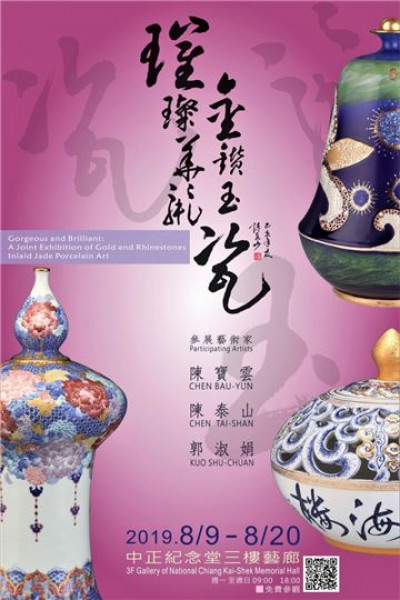 璀璨華麗
金鑽玉瓷
Gorgeous and Brilliant:
A Joint Exhibition of Gold and Rhinestones
Inlaid Jade Porcelain Art
參展藝術家
Participating Artists
陳寶雲
CHEN BAU-YUN
陳泰山
CHEN TAI-SHAN
郭淑娟
KUO SHU-CHUAN
2019.8/9－8/20
中正紀念堂三樓藝廊
3F Gallery of National Chiang Kai-Shek Memorial Hall
週一至週日 09:00 18:00
■免費參觀